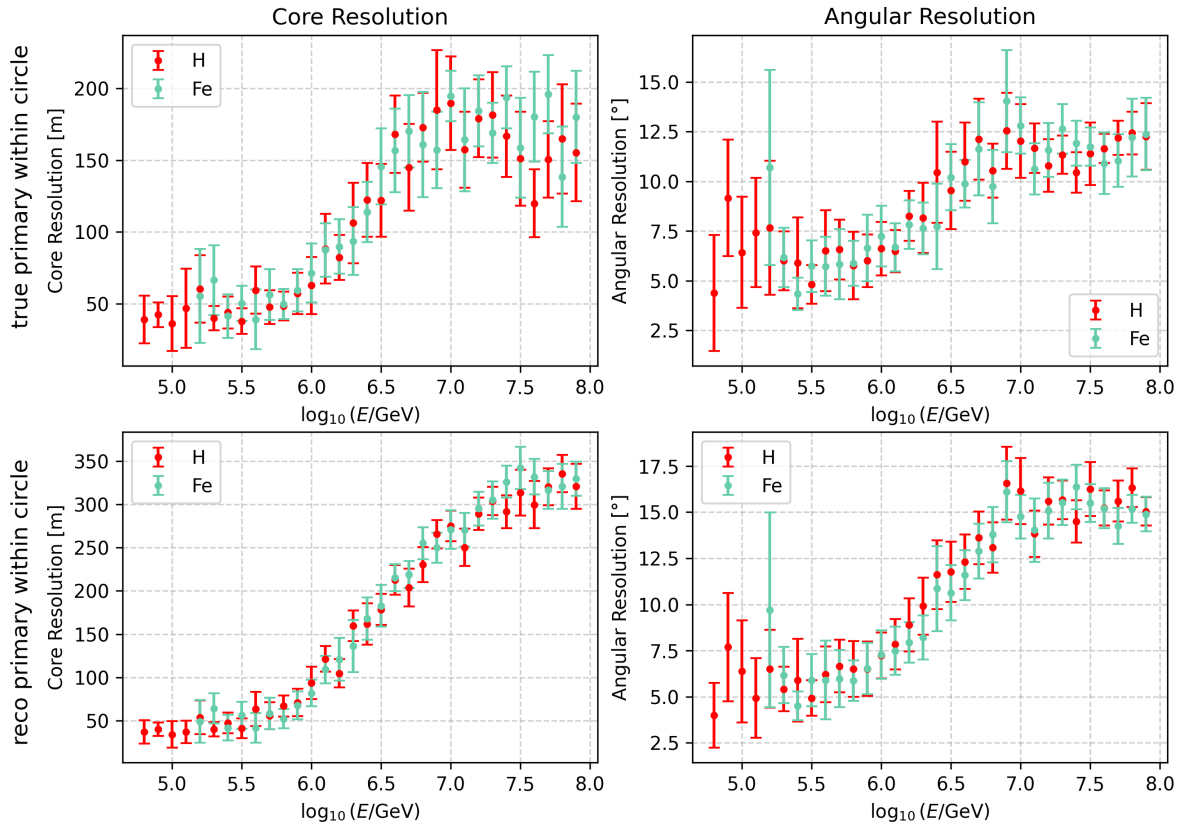 Core Resolution
Angular Resolution
true primary within circle
Core Resolution [m]
200
150
100
50
H
Fe
5.0 5.5 6.0 6.5 7.0 7.5 8.0
log₁₀ (E/GeV)
Angular Resolution [°]
15.0
12.5
10.0
7.5
5.0
2.5
H
Fe
5.0 5.5 6.0 6.5 7.0 7.5 8.0
log₁₀ (E/GeV)
reco primary within circle
Core Resolution [m]
350
300
250
200
150
100
50
H
Fe
5.0 5.5 6.0 6.5 7.0 7.5 8.0
log₁₀ (E/GeV)
Angular Resolution [°]
17.5
15.0
12.5
10.0
7.5
5.0
2.5
H
Fe
5.0 5.5 6.0 6.5 7.0 7.5 8.0
log₁₀ (E/GeV)